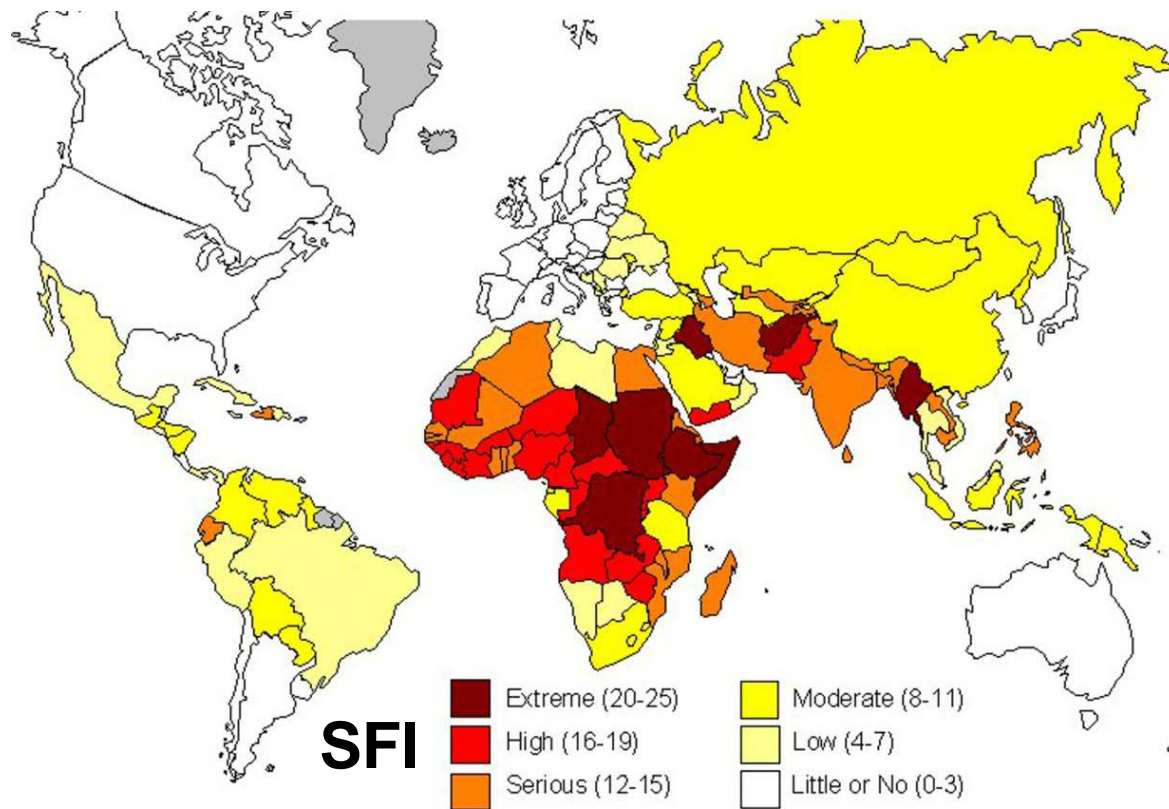 SFI
Extreme (20-25)
High (16-19)
Serious (12-15)
Moderate (8-11)
Low (4-7)
Little or No (0-3)